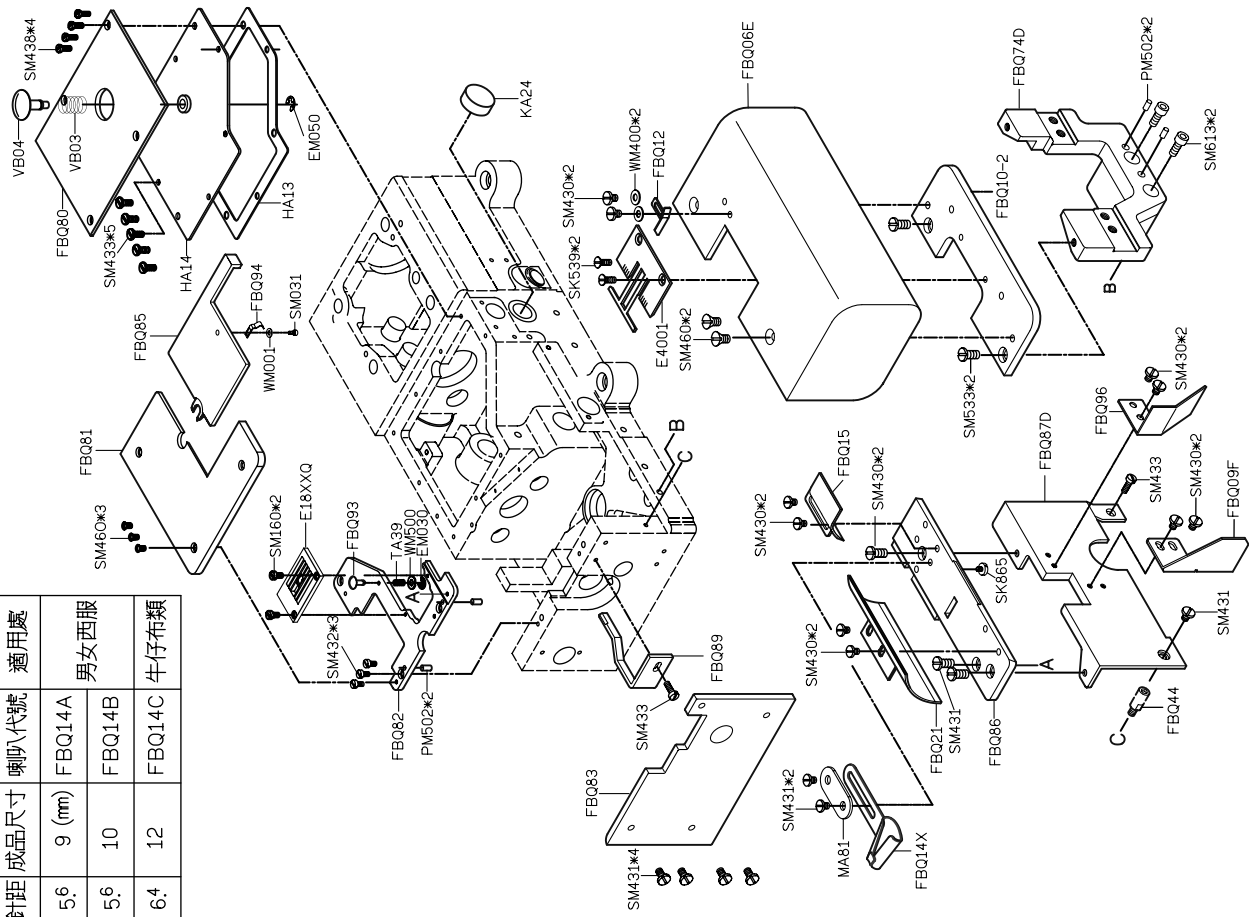 針距 成品尺寸 喇叭代號 適用處
5.6 9 (mm) FBQ14A 男女西服
5.6 10 FBQ14B
6.4 12 FBQ14C 牛仔布類
VB04
SM438*4
VB03
FBQ80
EM050
HA13
SM433*5
HA14
KA24
FBQ85
FBQ94
SM031
WM001
FBQ81
SM460*3
E18XXQ
SM160*2
FBQ93
TA39
WM500
EM030
A
SM432*3
FBQ82
PM502*2
B
C
FBQ89
SM433
FBQ83
SM431*4
FBQ06E
WM400*2
FBQ12
SM430*2
SK539*2
E4001
SM460*2
FBQ74D
PM502*2
SM613*2
FBQ10-2
B
SM533*2
SM430*2
FBQ96
FBQ87D
SM433
SM430*2
FBQ09F
SM431
FBQ15
SM430*2
SM430*2
SK865
A
SM430*2
FBQ21
SM431
FBQ86
FBQ44
C
SM431*2
MA81
FBQ14X